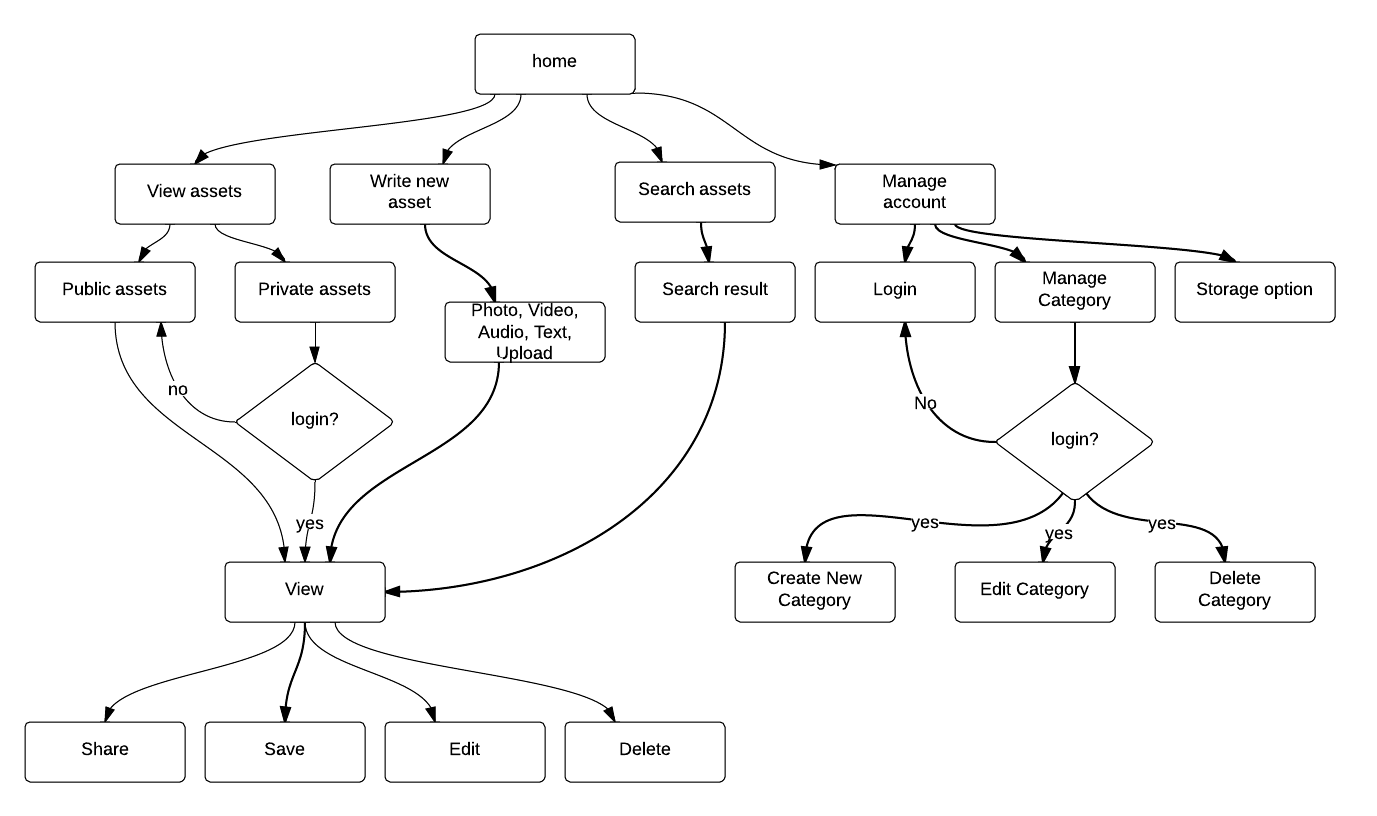 home
View assets
Write new
asset
Search assets
Manage
account
Public assets
Private assets
Photo, Video,
Audio, Text,
Upload
Search result
Login
Manage
Category
Storage option
no
login?
No
login?
yes
yes
yes
yes
View
Create New
Category
Edit Category
Delete
Category
Share
Save
Edit
Delete